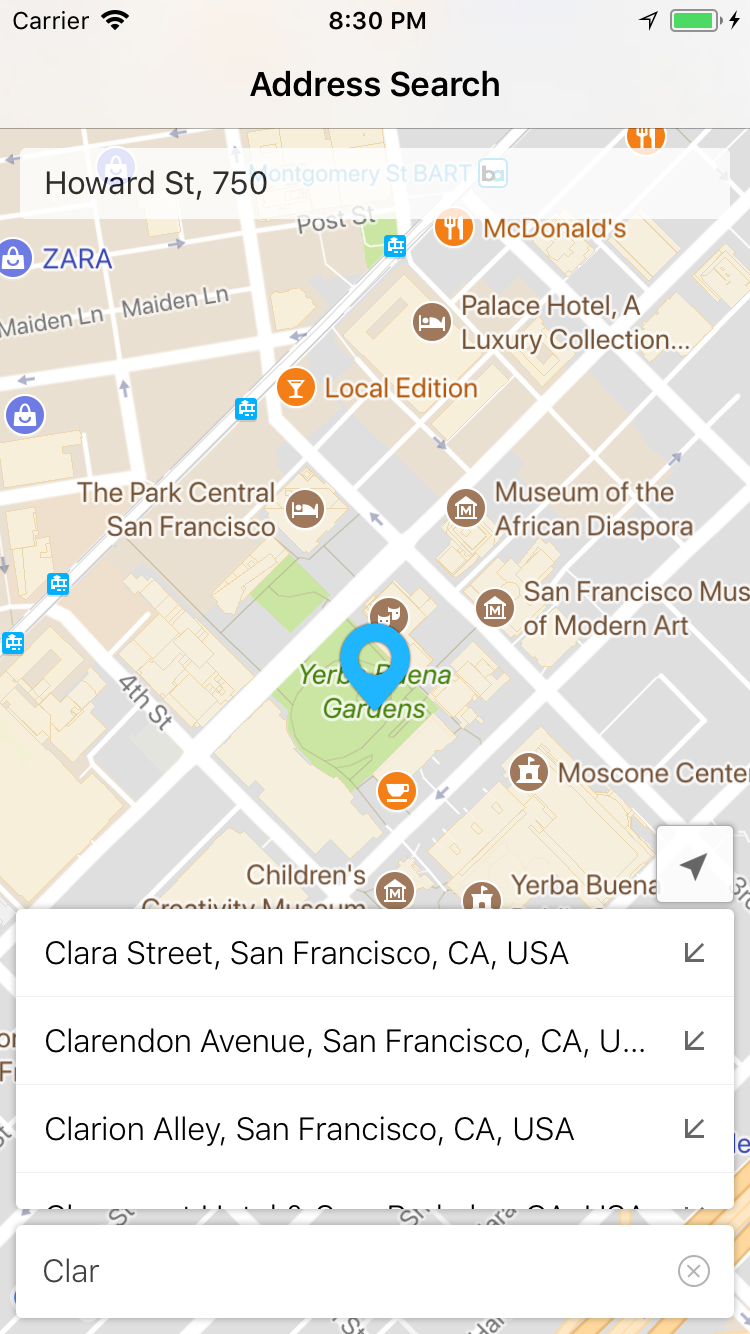 Carrier
8:30 PM
Address Search
Montgomery St BART
Howard St, 750
Post St
McDonald's
ZARA
Maiden Ln
Maiden Ln
Palace Hotel, A
Luxury Collection...
Local Edition
The Park Central
San Francisco
Museum of the
African Diaspora
San Francisco Mus
of Modern Art
4th St
Yerba Buena
Gardens
Moscone Center
Children's
Creativity Museum
Yerba Buena
Clara Street, San Francisco, CA, USA
Clarendon Avenue, San Francisco, CA, U...
Clarion Alley, San Francisco, CA, USA
Clar